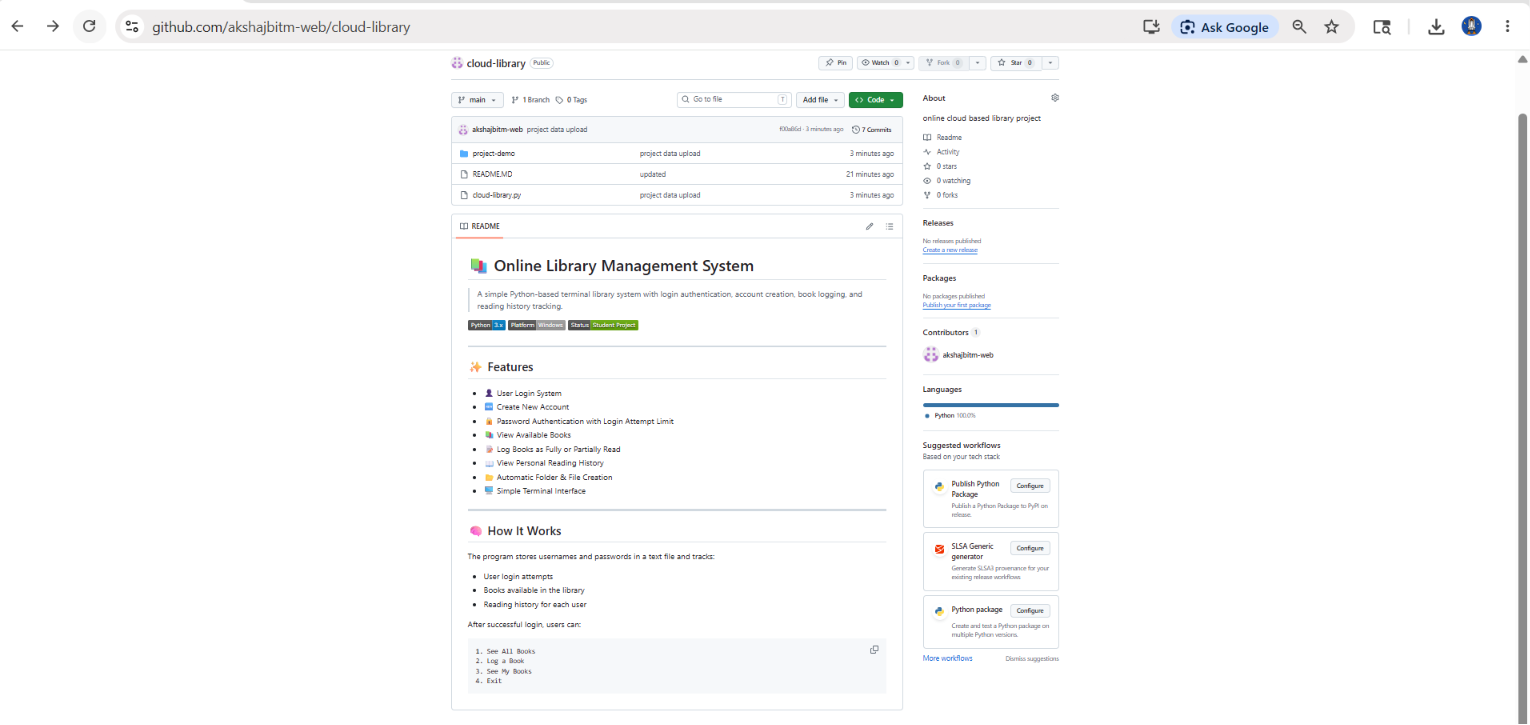 github.com/akshajbitm-web/cloud-library
Ask Google
cloud-library Public
Pin
Watch 0
Fork 0
Star 0
main
1 Branch
0 Tags
Go to file
T
Add file
Code
akshajbitm-web project data upload
f00a86d · 3 minutes ago
7 Commits
project-demo project data upload 3 minutes ago
README.MD updated 21 minutes ago
cloud-library.py project data upload 3 minutes ago
README
Online Library Management System
A simple Python-based terminal library system with login authentication, account creation, book logging, and
reading history tracking.
Python 3.x Platform Windows Status Student Project
Features
User Login System
Create New Account
Password Authentication with Login Attempt Limit
View Available Books
Log Books as Fully or Partially Read
View Personal Reading History
Automatic Folder & File Creation
Simple Terminal Interface
How It Works
The program stores usernames and passwords in a text file and tracks:
User login attempts
Books available in the library
Reading history for each user
After successful login, users can:
1. See All Books
2. Log a Book
3. See My Books
4. Exit
About
online cloud based library project
Readme
Activity
0 stars
0 watching
0 forks
Releases
No releases published
Create a new release
Packages
No packages published
Publish your first package
Contributors 1
akshajbitm-web
Languages
Python 100.0%
Suggested workflows
Based on your tech stack
Publish Python
Package
Configure
Publish a Python Package to PyPI on
release.
SLSA Generic
generator
Configure
Generate SLSA3 provenance for your
existing release workflows
Python package
Configure
Create and test a Python package on
multiple Python versions.
More workflows
Dismiss suggestions